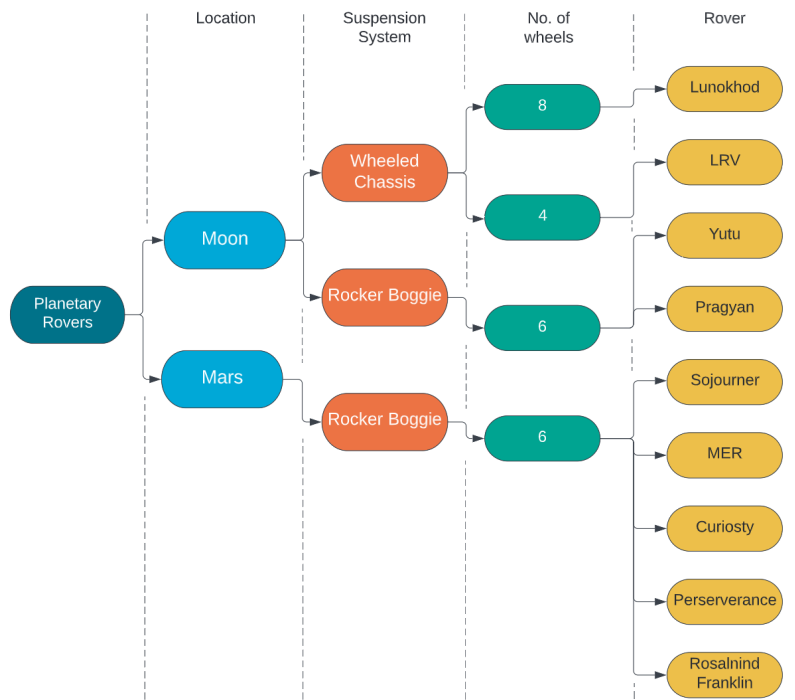 Location
Suspension
System
No. of
wheels
Rover
Planetary
Rovers
Moon
Mars
Wheeled
Chassis
Rocker Boggie
Rocker Boggie
8
4
6
6
Lunokhod
LRV
Yutu
Pragyan
Sojourner
MER
Curiosty
Perserverance
Rosalnind
Franklin